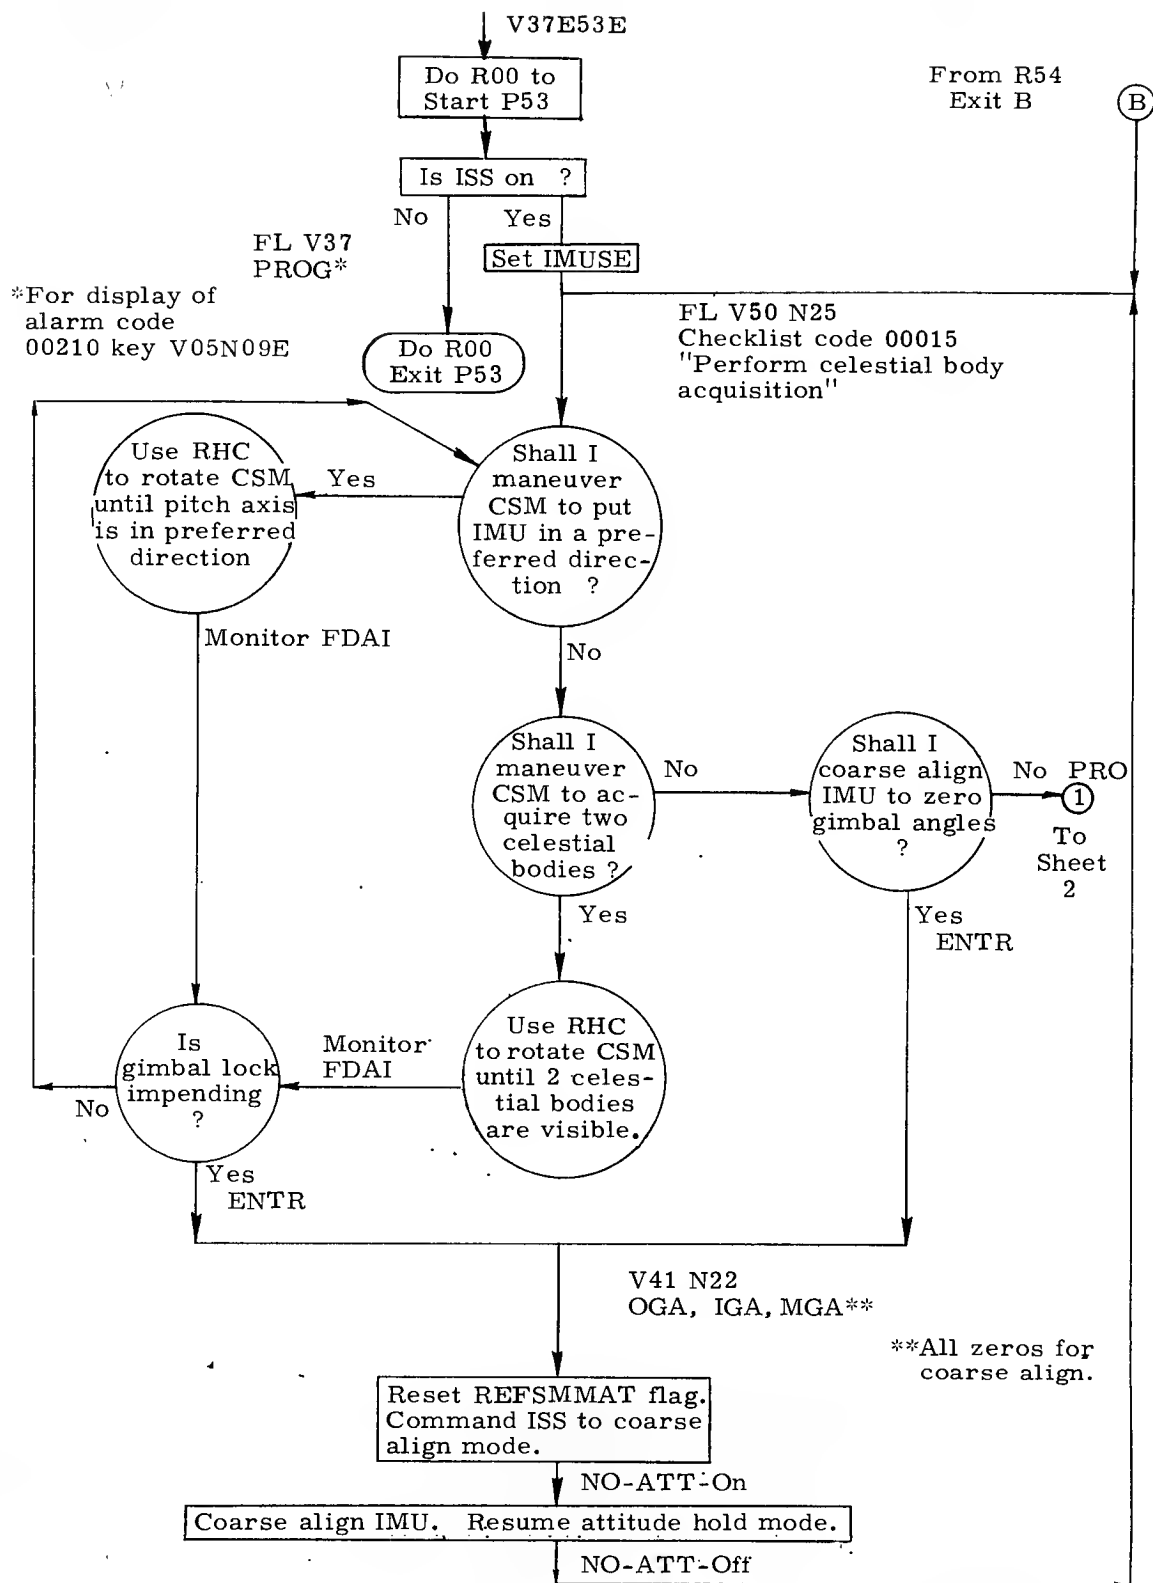 V37E53E
Do R00 to
Start P53
From R54
Exit B
B
Is ISS on ?
No
Yes
FL V37
PROG*
Set IMUSE
*For display of
alarm code
00210 key V05N09E
Do R00
Exit P53
FL V50 N25
Checklist code 00015
"Perform celestial body
acquisition"
Use RHC
to rotate CSM
until pitch axis
is in preferred
direction
Yes
Shall I
maneuver
CSM to put
IMU in a pre-
ferred direc-
tion ?
Monitor FDAI
No
Shall I
maneuver
CSM to ac-
quire two
celestial
bodies ?
No
Shall I
coarse align
IMU to zero
gimbal angles
?
No PRO
1
To
Sheet
2
Yes
Yes
ENTR
Is
gimbal lock
impending
?
Monitor
FDAI
Use RHC
to rotate CSM
until 2 celes-
tial bodies
are visible.
No
Yes
ENTR
V41 N22
OGA, IGA, MGA**
**All zeros for
coarse align.
Reset REFSMMAT flag.
Command ISS to coarse
align mode.
NO-ATT-On
Coarse align IMU. Resume attitude hold mode.
NO-ATT-Off